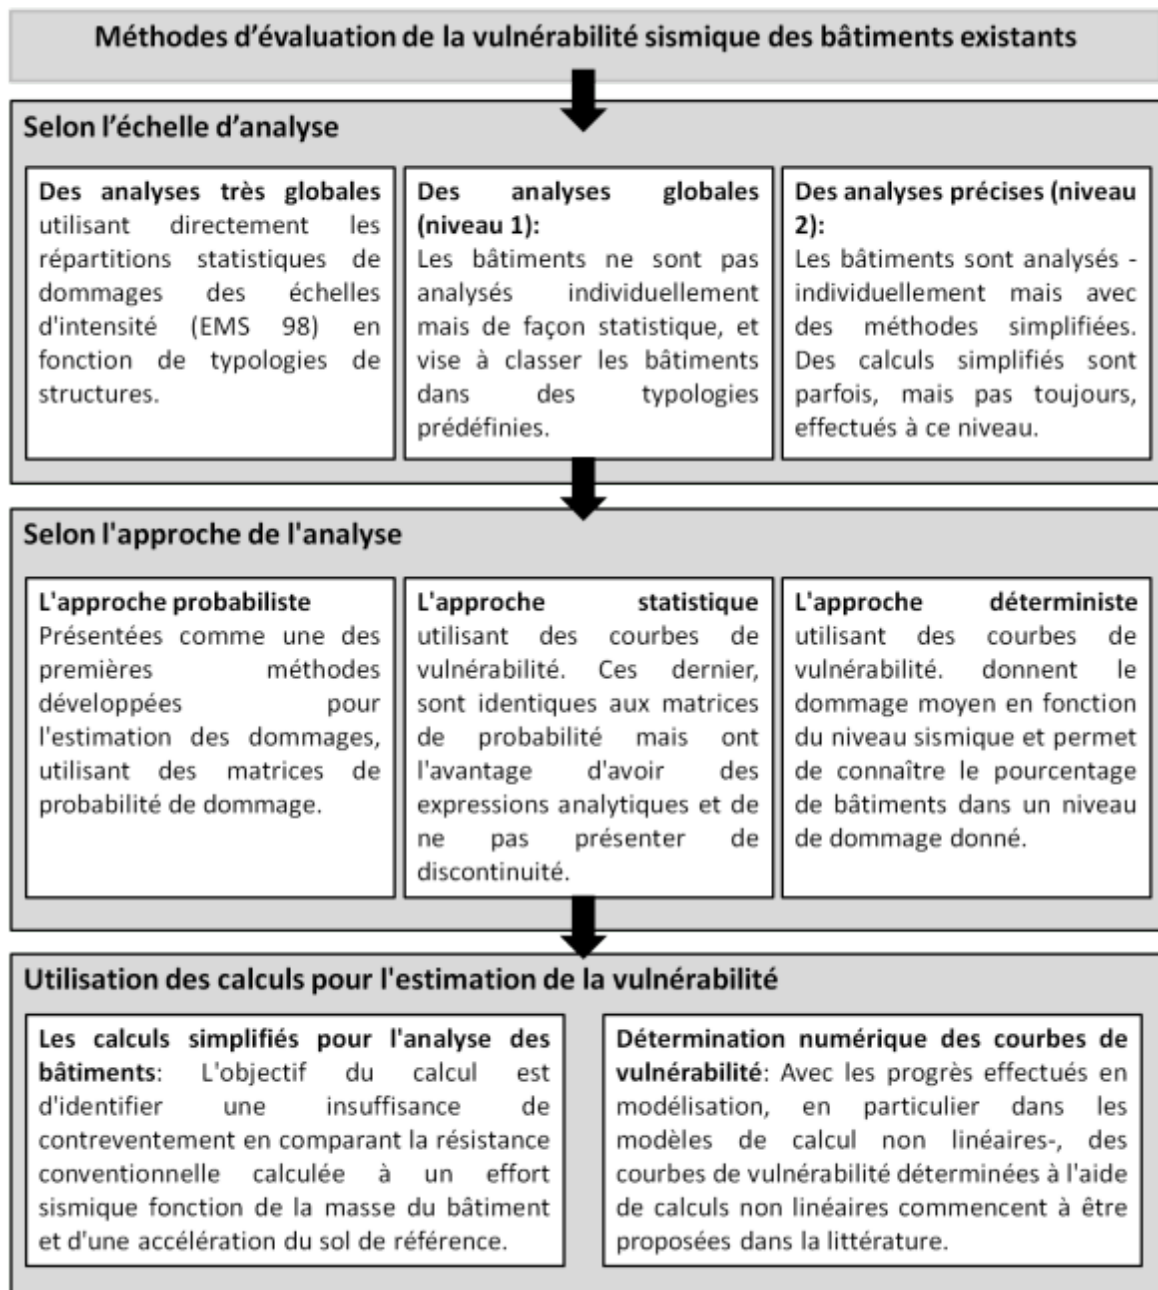 Méthodes d'évaluation de la vulnérabilité sismique des bâtiments existants
Selon l'échelle d'analyse
Des analyses très globales
utilisant directement les
répartitions statistiques de
dommages des échelles
d'intensité (EMS 98) en
fonction de typologies de
structures.
Des analyses globales
(niveau 1):
Les bâtiments ne sont pas
analysés individuellement
mais de façon statistique, et
vise à classer les bâtiments
dans des typologies
prédéfinies.
Des analyses précises (niveau
2):
Les bâtiments sont analysés -
individuellement mais avec
des méthodes simplifiées.
Des calculs simplifiés sont
parfois, mais pas toujours,
effectués à ce niveau.
Selon l'approche de l'analyse
L'approche probabiliste
Présentées comme une des
premières méthodes
développées pour
l'estimation des dommages,
utilisant des matrices de
probabilité de dommage.
L'approche statistique
utilisant des courbes de
vulnérabilité. Ces dernier,
sont identiques aux matrices
de probabilité mais ont
l'avantage d'avoir des
expressions analytiques et de
ne pas présenter de
discontinuité.
L'approche déterministe
utilisant des courbes de
vulnérabilité. donnent le
dommage moyen en fonction
du niveau sismique et permet
de connaître le pourcentage
de bâtiments dans un niveau
de dommage donné.
Utilisation des calculs pour l'estimation de la vulnérabilité
Les calculs simplifiés pour l'analyse des
bâtiments: L'objectif du calcul est
d'identifier une insuffisance de
contreventement en comparant la résistance
conventionnelle calculée à un effort
sismique fonction de la masse du bâtiment
et d'une accélération du sol de référence.
Détermination numérique des courbes de
vulnérabilité: Avec les progrès effectués en
modélisation, en particulier dans les
modèles de calcul non linéaires-, des
courbes de vulnérabilité déterminées à l'aide
de calculs non linéaires commencent à être
proposées dans la littérature.